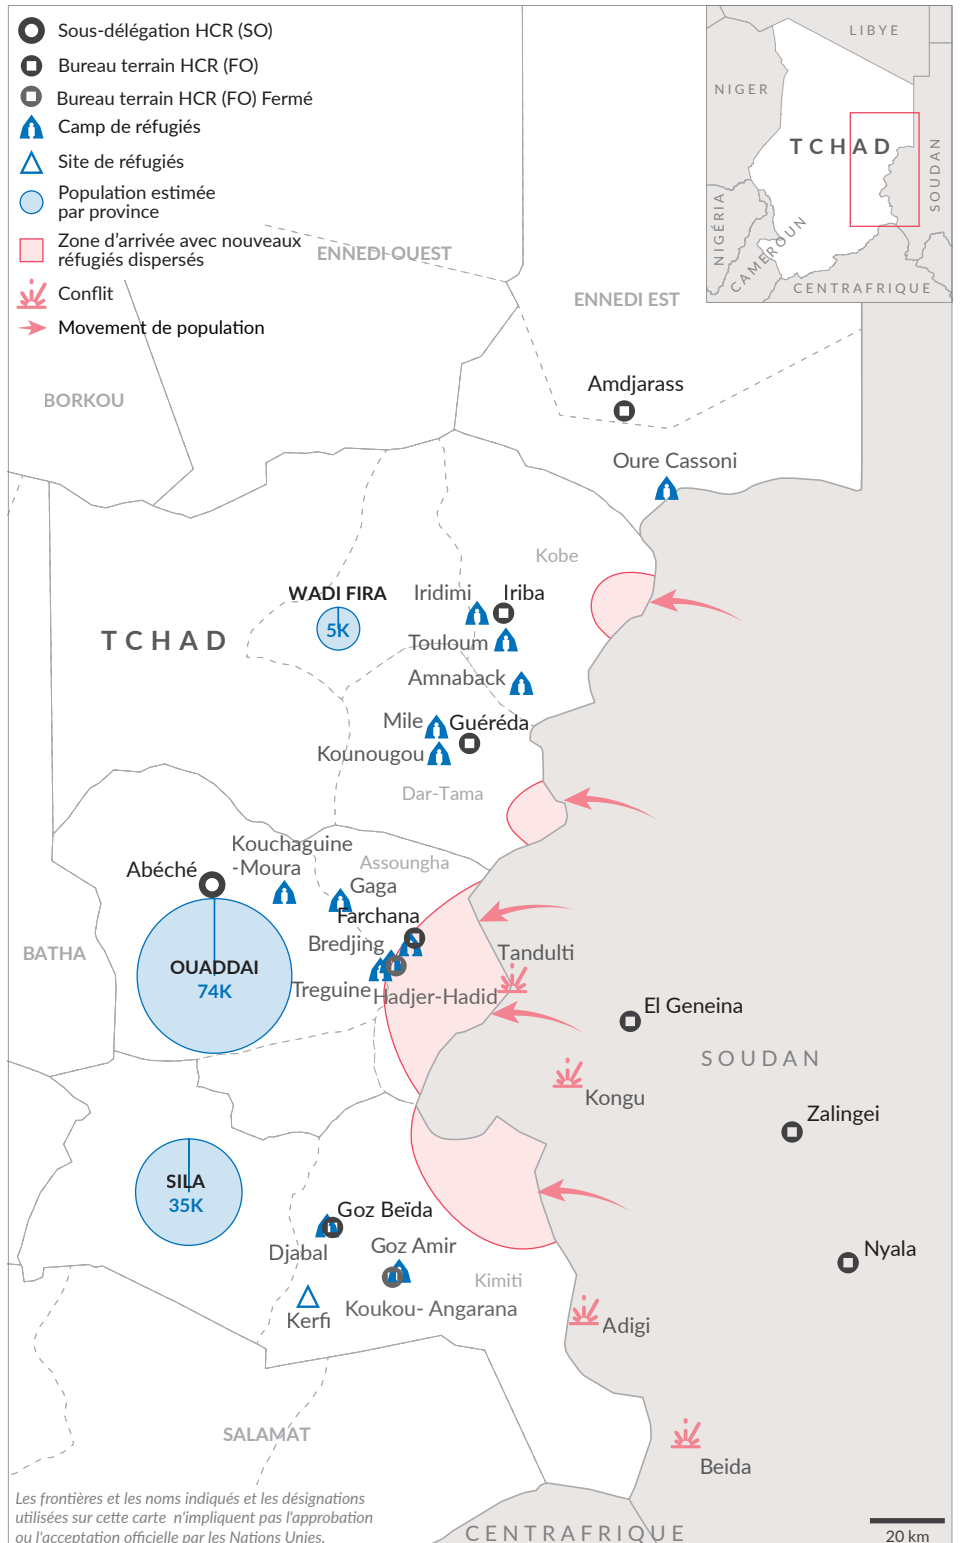 Sous-délégation HCR (SO)
Bureau terrain HCR (FO)
Bureau terrain HCR (FO) Fermé
Camp de réfugiés
Site de réfugiés
Population estimée
par province
Zone d'arrivée avec nouveaux
réfugiés dispersés
Conflit
Movement de population
LIBYE
NIGER
TCHAD
SOUDAN
NIGÉRIA
CAMEROUN
CENTRAFRIQUE
ENNEDI OUEST
ENNEDI EST
BORKOU
Amdjarass
Oure Cassoni
Kobe
WADI FIRA
5K
Iridimi
Iriba
TCHAD
Touloum
Amnaback
Mile
Guéréda
Kounougou
Dar-Tama
Kouchaguine
-Moura
Assoungha
Abéché
Gaga
Farchana
Bredjing
BATHA
Tandulti
OUADDAI
74K
Treguine
Hadjer-Hadid
El Geneina
SOUDAN
Kongu
Zalingei
SILA
35K
Goz Beïda
Djabal
Goz Amir
Nyala
Kimiti
Koukou- Angarana
Kerfi
Adigi
SALAMAT
Beida
Les frontières et les noms indiqués et les désignations
utilisées sur cette carte n'impliquent pas l'approbation
ou l'acceptation officielle par les Nations Unies.
CENTRAFRIQUE
20 km